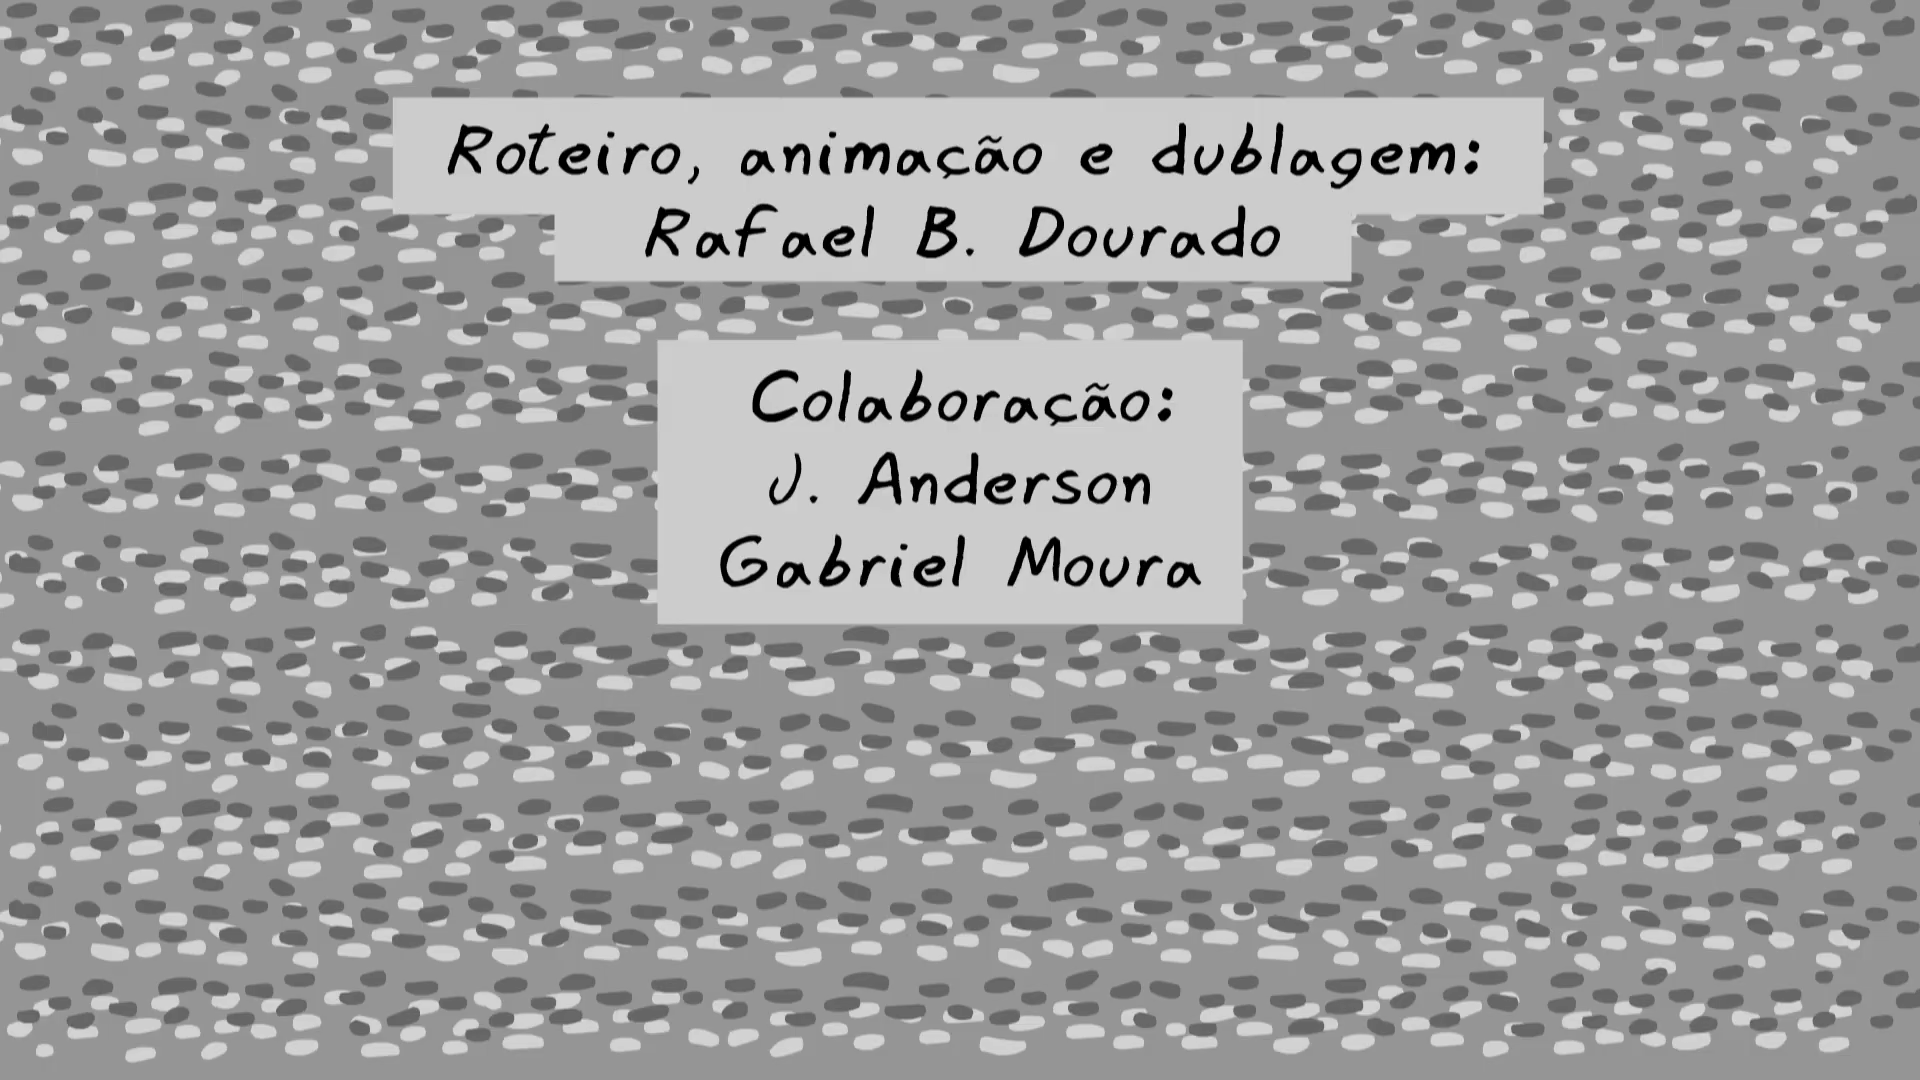 Roteiro, animação e dublagem:
Rafael B. Dourado
Colaboração:
J. Anderson
Gabriel Moura